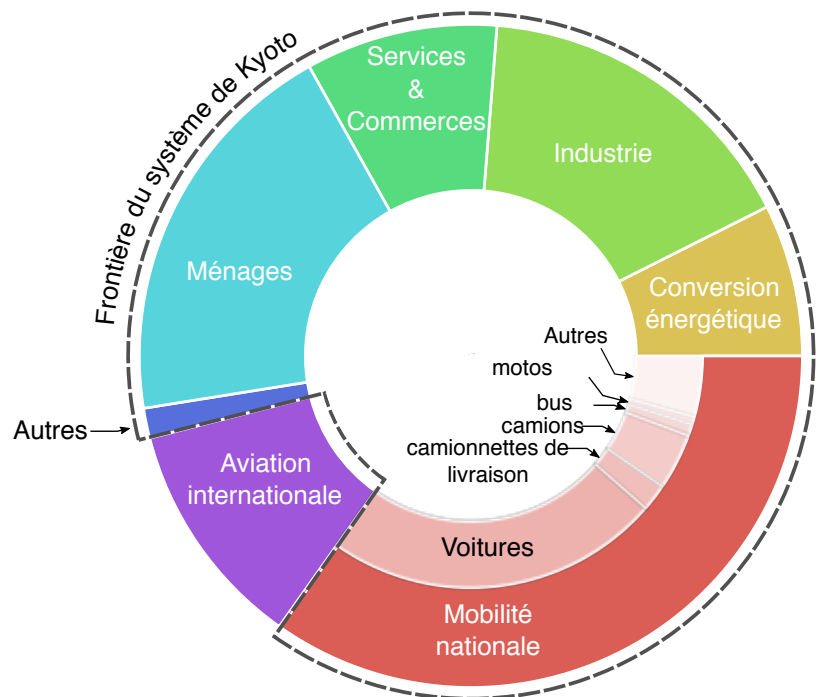 Frontière du système de Kyoto
Services
&
Commerces
Industrie
Ménages
Conversion
énergétique
Autres
motos
bus
camions
camionnettes de
livraison
Autres
Aviation
internationale
Voitures
Mobilité
nationale